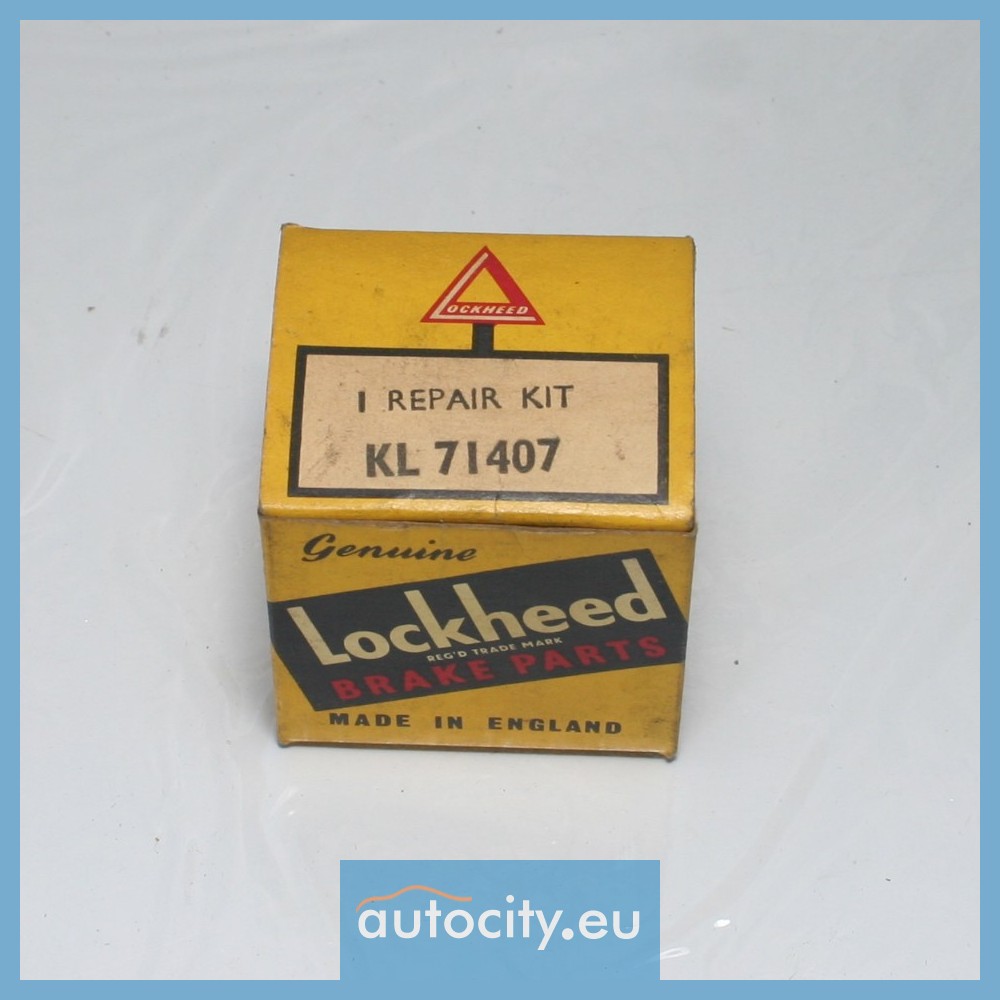 LOCKHEED
1 REPAIR KIT
KL 71407
Genuine
Lockheed
REG'D TRADE MARK
BRAKE PARTS
MADE IN ENGLAND
autocity.eu